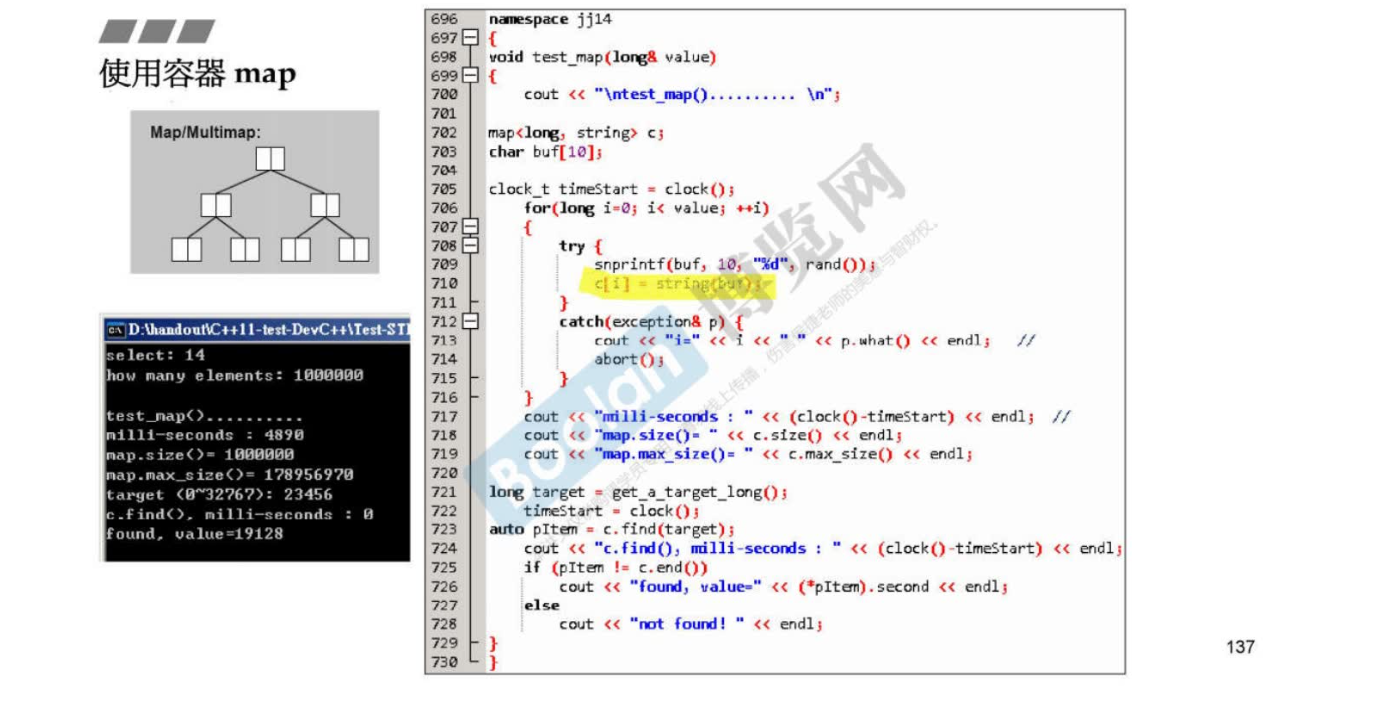 使用容器 map
Map/Multimap:
D:\handout\C++11-test-DevC++\Test-STI
select: 14
how many elements: 1000000
test_map()..........
milli-seconds : 4890
map.size()= 1000000
map.max_size()= 178956970
target (0~32767): 23456
c.find(), milli-seconds : 0
found, value=19128
696 namespace jj14
697 {
698 void test_map(long& value)
699 {
700 cout << "\ntest_map().......... \n";
701
702 map<long, string> c;
703 char buf[10];
704
705 clock_t timeStart = clock();
706 for(long i=0; i< value; ++i)
707 {
708 try {
709 snprintf(buf, 10, "%d", rand());
710 c[i] = string(buf);
711 }
712 catch(exception& p) {
713 cout << "i=" << i << " " << p.what() << endl; //
714 abort();
715 }
716 }
717 cout << "milli-seconds : " << (clock()-timeStart) << endl; //
718 cout << "map.size()= " << c.size() << endl;
719 cout << "map.max_size()= " << c.max_size() << endl;
720
721 long target = get_a_target_long();
722 timeStart = clock();
723 auto pItem = c.find(target);
724 cout << "c.find(), milli-seconds : " << (clock()-timeStart) << endl;
725 if (pItem != c.end())
726 cout << "found, value=" << (*pItem).second << endl;
727 else
728 cout << "not found! " << endl;
729 }
730 }
Boolan 博览网
137